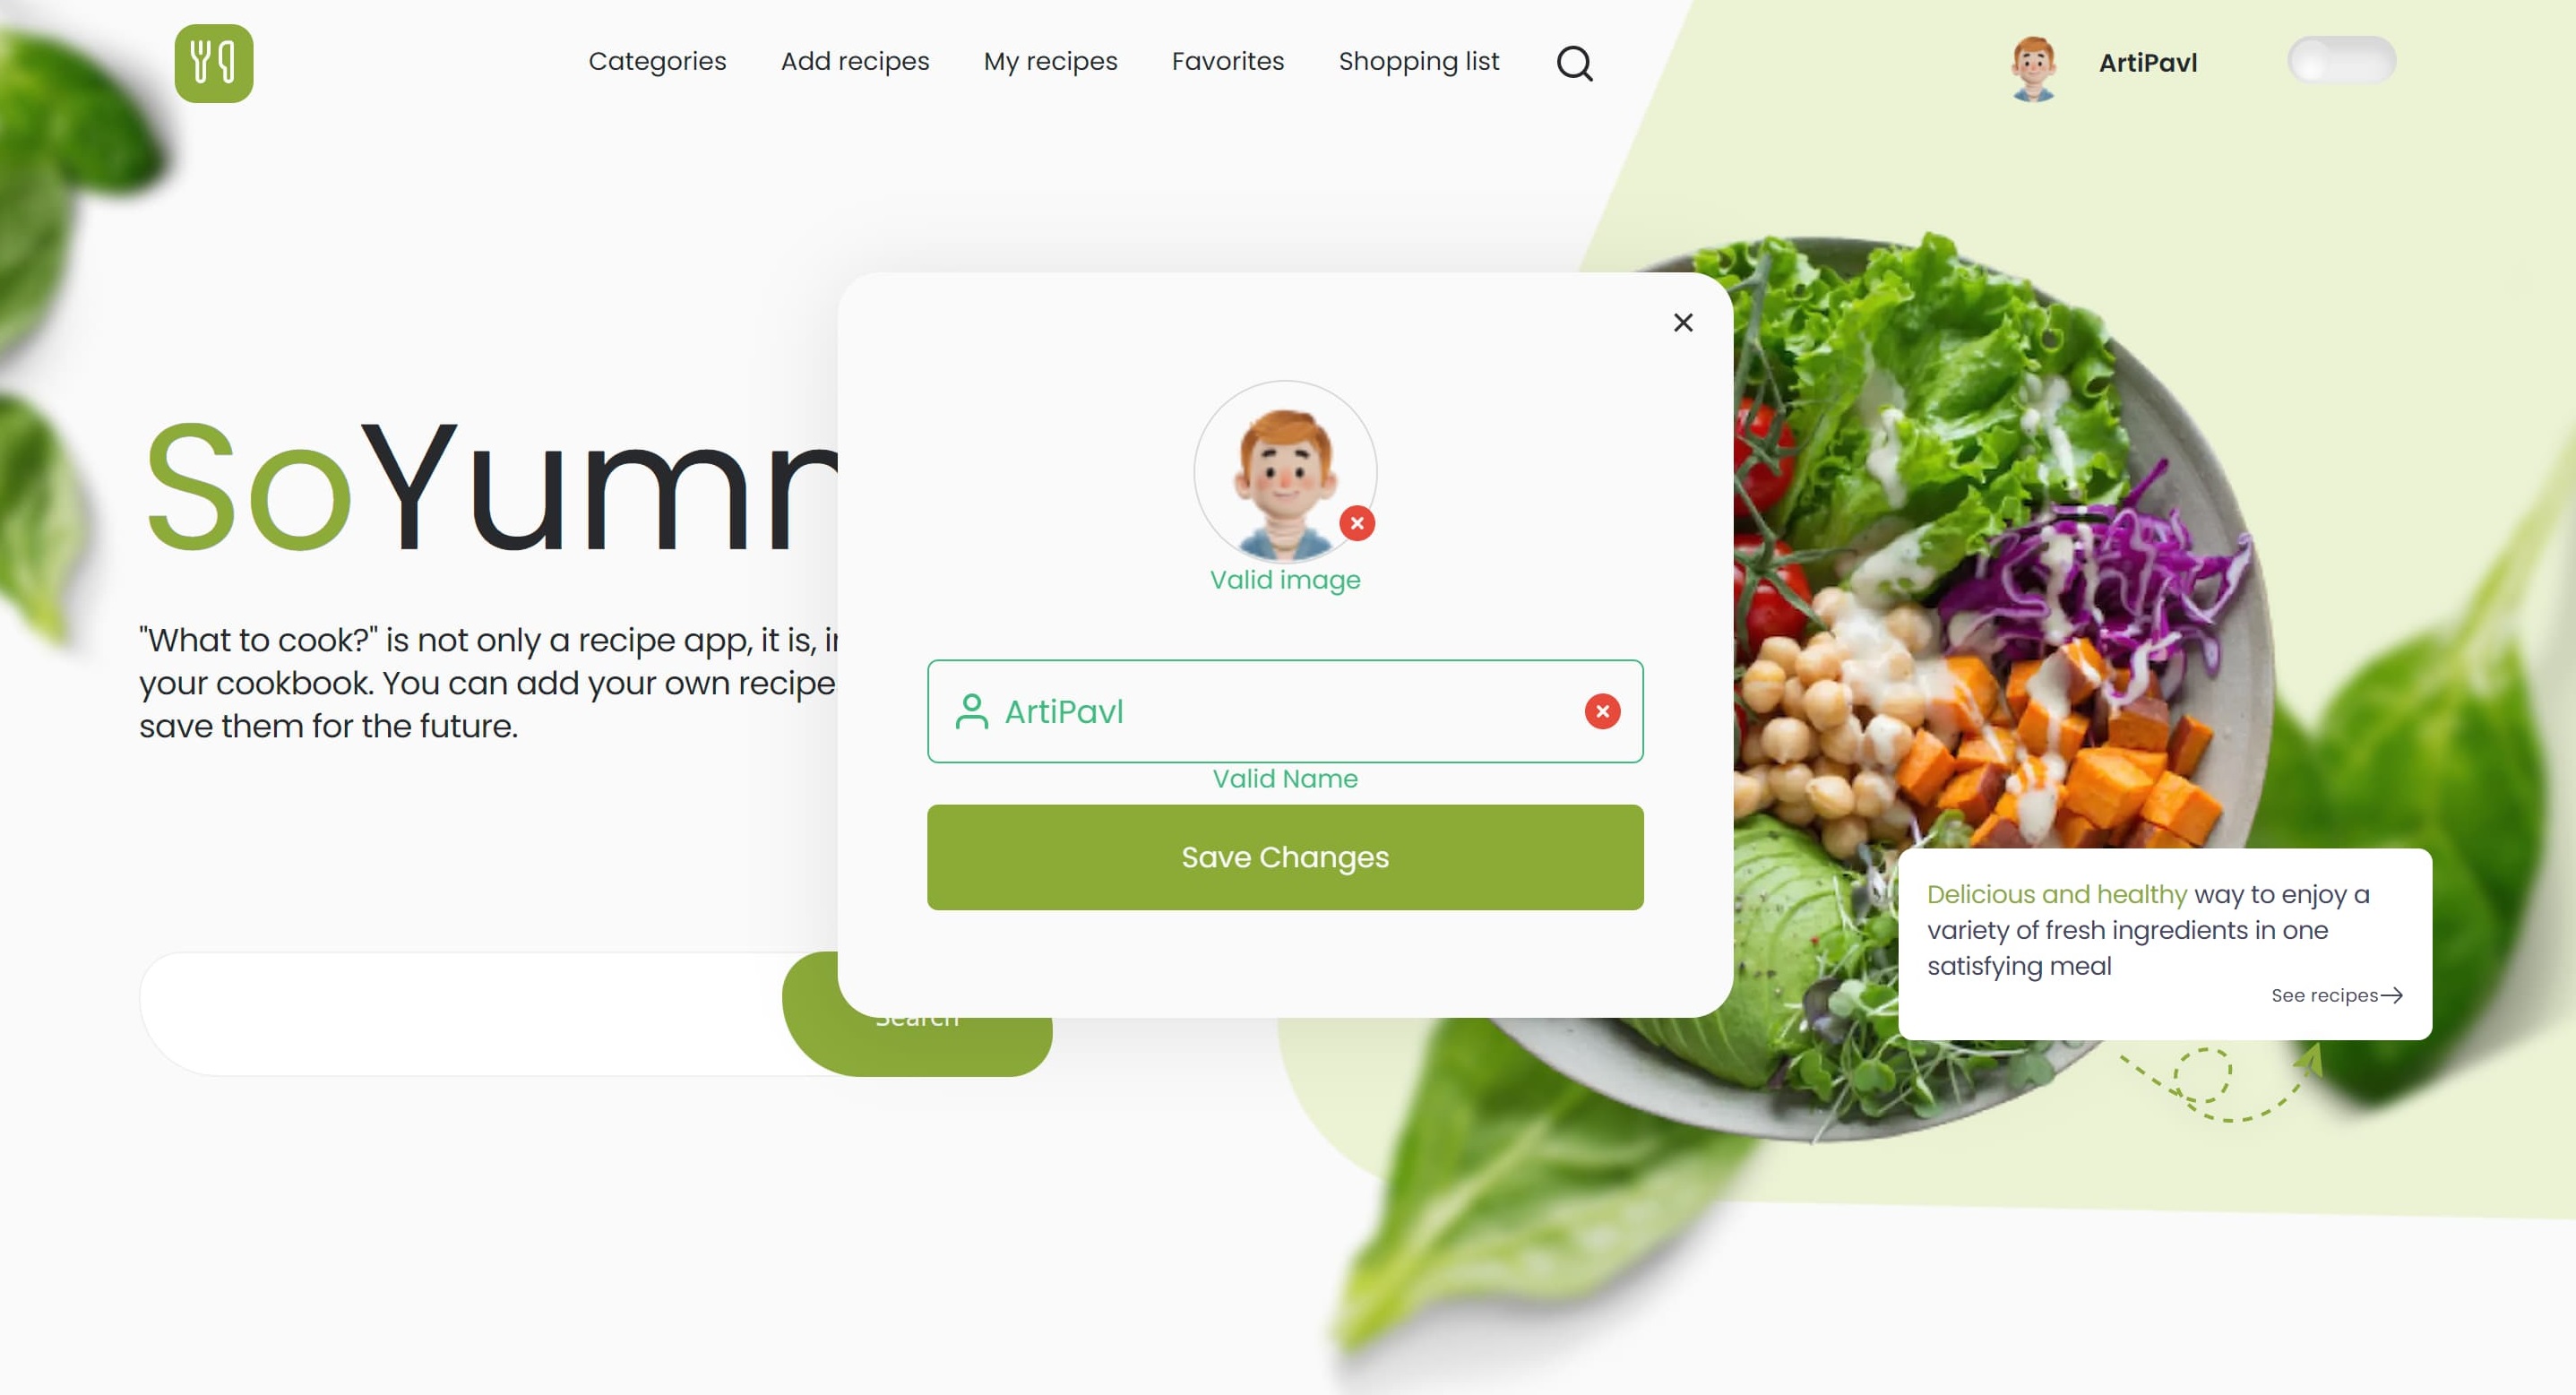 Categories
Add recipes
My recipes
Favorites
Shopping list
ArtiPavl
SoYum
"What to cook?" is not only a recipe app, it is,
your cookbook. You can add your own recipe
save them for the future.
Valid image
ArtiPavl
Valid Name
Save Changes
Search
Delicious and healthy way to enjoy a
variety of fresh ingredients in one
satisfying meal
See recipes